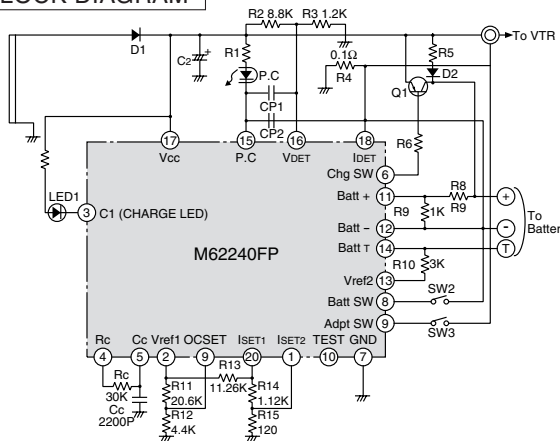 LOCK DIAGRAM
R2 8.8K R3 1.2K
To VTR
D1
C2
+
R1
P.C
0.1Ω
R4
R5
D2
Q1
CP1
CP2
R6
17 15 16 18
Vcc P.C VDET IDET
Chg SW 6
Batt + 11
R8
R9
R9
1K
+
LED1
3 C1 (CHARGE LED)
Batt − 12
-
To
Batter
Batt T 14
T
M62240FP
R10
3K
Vref2 13
Batt SW 8
SW2
Adpt SW 9
SW3
Rc Cc Vref1 OCSET ISET1 ISET2 TEST GND
4 5 2 9 20 1 10 7
R13
11.26K
Rc
30K
Cc
2200P
R11
20.6K
R12
4.4K
R14
1.12K
R15
120